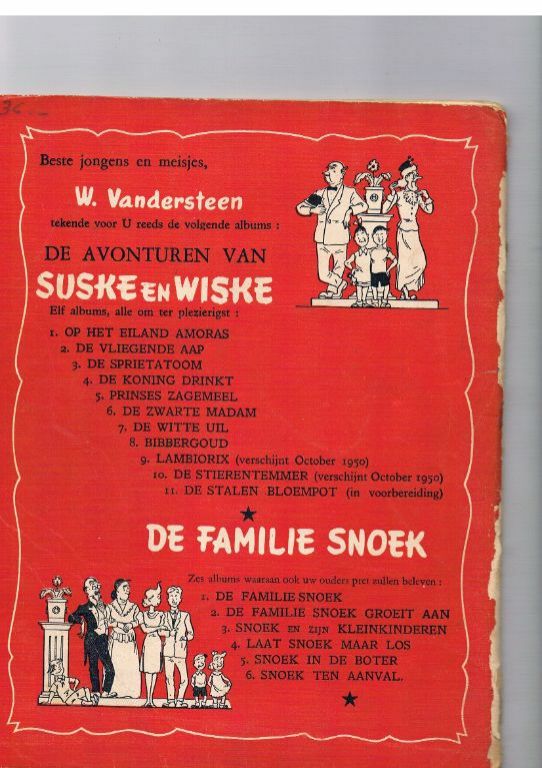 36.—
Beste jongens en meisjes,
W. Vandersteen
tekende voor U reeds de volgende albums :
DE AVONTUREN VAN
SUSKE EN WISKE
Elf albums, alle om ter plezierigst :
1. OP HET EILAND AMORAS
2. DE VLIEGENDE AAP
3. DE SPRIETATOOM
4. DE KONING DRINKT
5. PRINSES ZAGEMEEL
6. DE ZWARTE MADAM
7. DE WITTE UIL
8. BIBBERGOUD
9. LAMBIORIX (verschijnt October 1950)
10. DE STIERENTEMMER (verschijnt October 1950)
11. DE STALEN BLOEMPOT (in voorbereiding)
DE FAMILIE SNOEK
Zes albums waaraan ook uw ouders pret zullen beleven :
1. DE FAMILIE SNOEK
2. DE FAMILIE SNOEK GROEIT AAN
3. SNOEK EN ZIJN KLEINKINDEREN
4. LAAT SNOEK MAAR LOS
5. SNOEK IN DE BOTER
6. SNOEK TEN AANVAL.